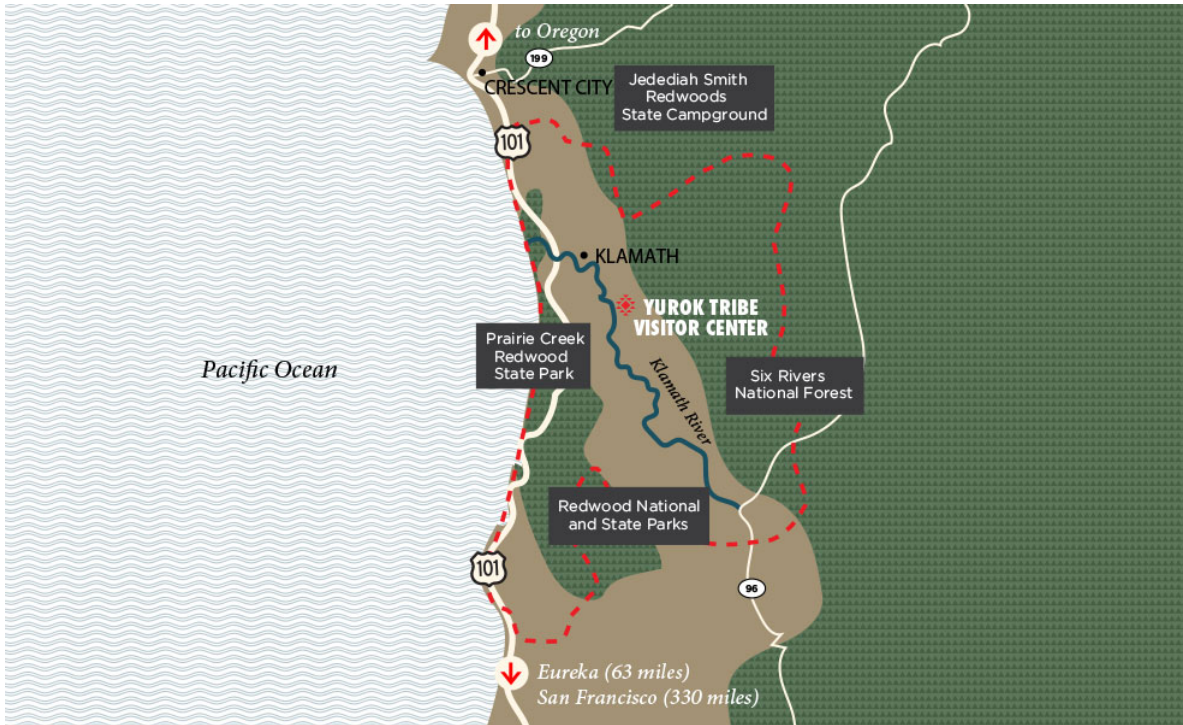 to Oregon
199
CRESCENT CITY
Jedediah Smith
Redwoods
State Campground
101
KLAMATH
YUROK TRIBE
VISITOR CENTER
Prairie Creek
Redwood
State Park
Pacific Ocean
Klamath River
Six Rivers
National Forest
Redwood National
and State Parks
101
96
Eureka (63 miles)
San Francisco (330 miles)